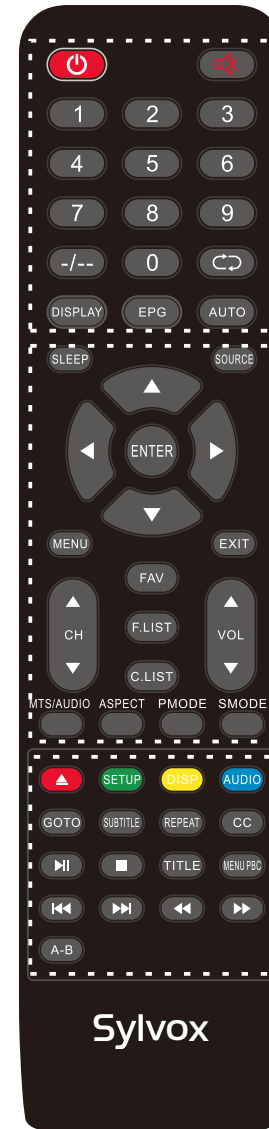 1 2 3
4 5 6
7 8 9
-/-- 0
DISPLAY EPG AUTO
SLEEP SOURCE
ENTER
MENU EXIT
FAV
CH F.LIST VOL
C.LIST
MTS/AUDIO ASPECT PMODE SMODE
SETUP DISP AUDIO
GOTO SUBTITLE REPEAT CC
TITLE MENU PBC
A-B
Sylvox